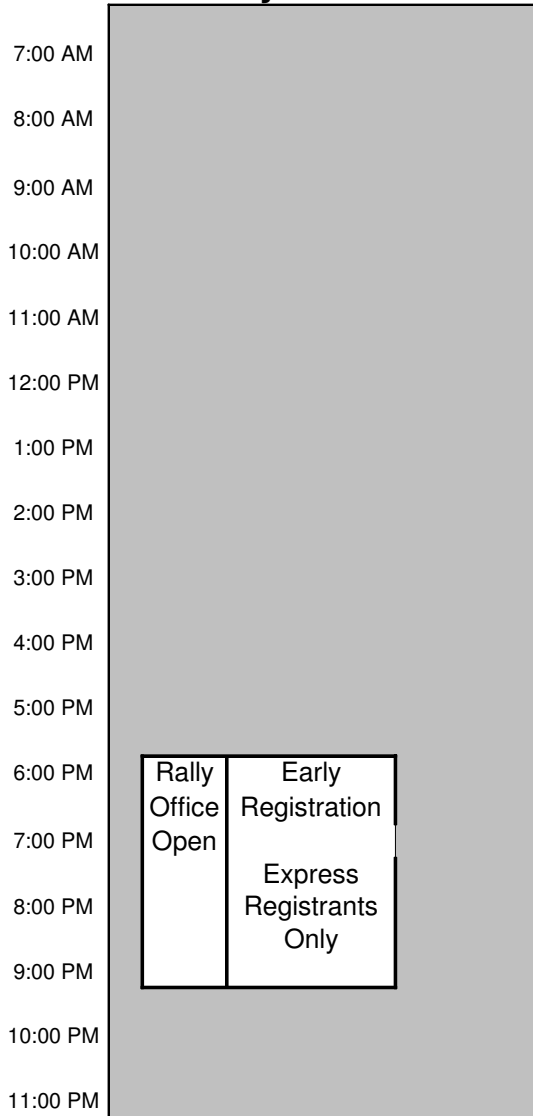 7:00 AM
8:00 AM
9:00 AM
10:00 AM
11:00 AM
12:00 PM
1:00 PM
2:00 PM
3:00 PM
4:00 PM
5:00 PM
6:00 PM
7:00 PM
8:00 PM
9:00 PM
10:00 PM
11:00 PM
Rally
Office
Open
Early
Registration
Express
Registrants
Only